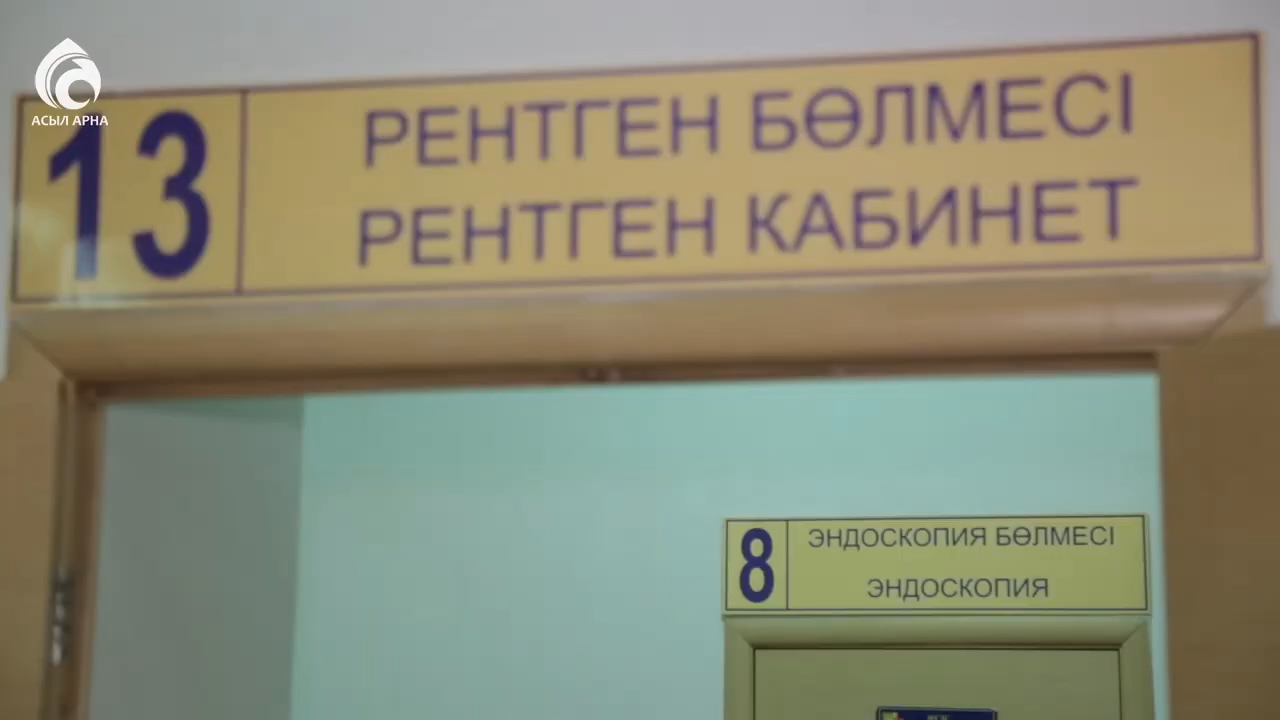 АСЫЛ АРНА
13
РЕНТГЕН БӨЛМЕСІ
РЕНТГЕН КАБИНЕТ
8
ЭНДОСКОПИЯ БӨЛМЕСІ
ЭНДОСКОПИЯ